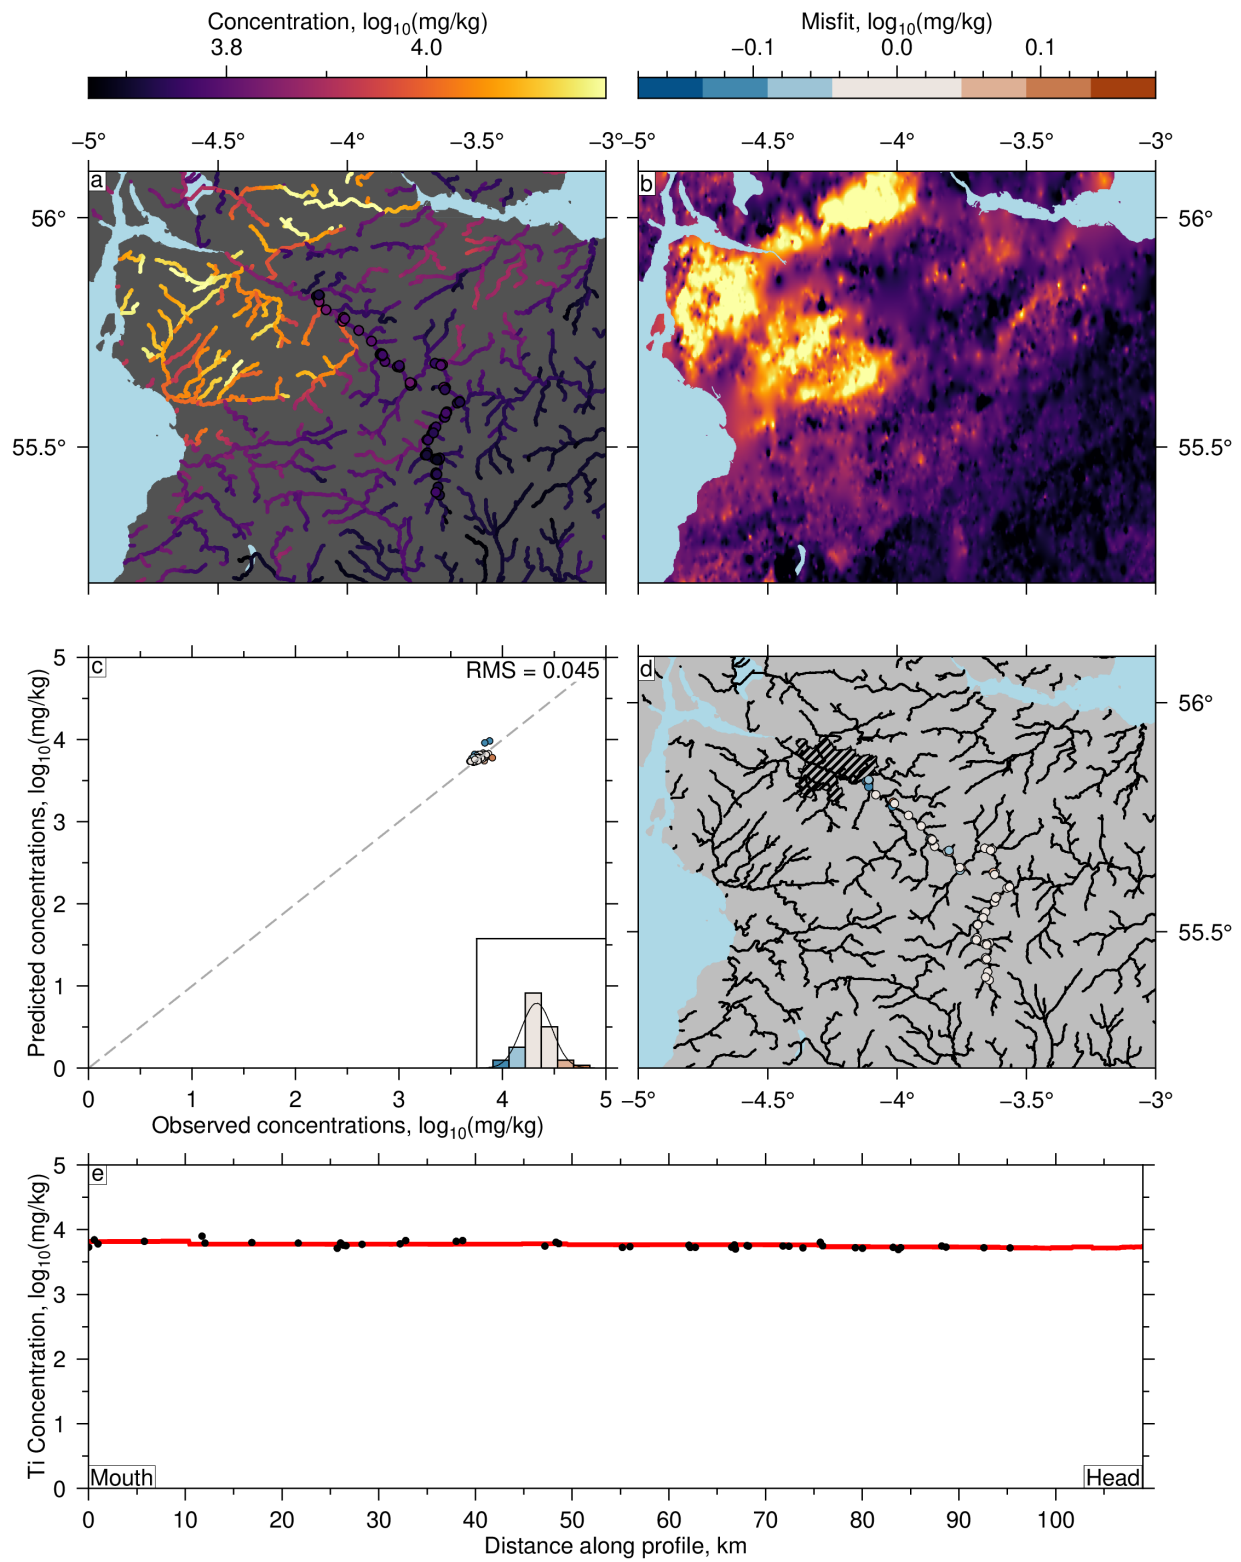 Concentration, log10(mg/kg)
Misfit, log10(mg/kg)
3.8 4.0
−0.1 0.0 0.1
−5° −4.5° −4° −3.5° −3°
−5° −4.5° −4° −3.5° −3°
a
b
56°
55.5°
56°
55.5°
c
RMS = 0.045
d
5
4
3
2
1
0
Predicted concentrations, log10(mg/kg)
56°
55.5°
0 1 2 3 4 5
−5° −4.5° −4° −3.5° −3°
Observed concentrations, log10(mg/kg)
e
5
4
3
2
1
0
Ti Concentration, log10(mg/kg)
Mouth
Head
0 10 20 30 40 50 60 70 80 90 100
Distance along profile, km